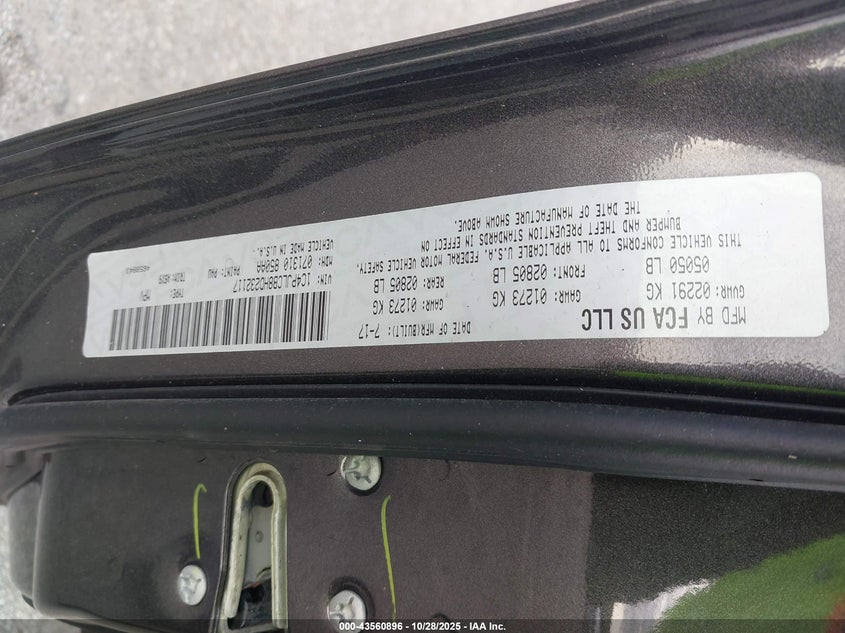 MFD BY FCA US LLC
DATE OF MFR(BUILT): 7-17
GVWR: 02291 KG
05050 LB
GAWR: 01273 KG
FRONT: 02805 LB
GAWR: 01273 KG
REAR: 02805 LB
THIS VEHICLE CONFORMS TO ALL APPLICABLE U.S.A. FEDERAL MOTOR VEHICLE SAFETY,
BUMPER AND THEFT PREVENTION STANDARDS IN EFFECT ON
THE DATE OF MANUFACTURE SHOWN ABOVE.
VIN: 1C4PJLCB8HD232117
TYPE: MPV
MDH: 071310 850AA
PAINT: PAU
VEHICLE MADE IN U.S.A.
000-43560896 - 10/28/2025 - IAA Inc.